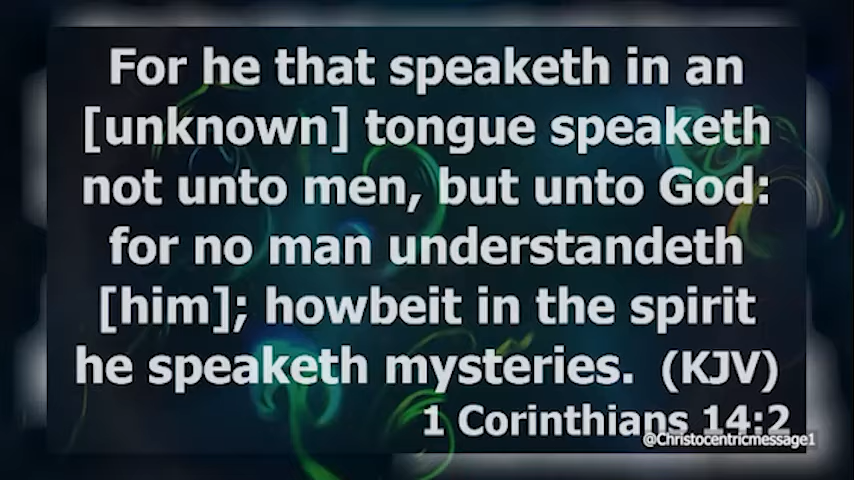 For he that speaketh in an
[unknown] tongue speaketh
not unto men, but unto God:
for no man understandeth
[him]; howbeit in the spirit
he speaketh mysteries. (KJV)
1 Corinthians 14:2
@Christocentricmessage1